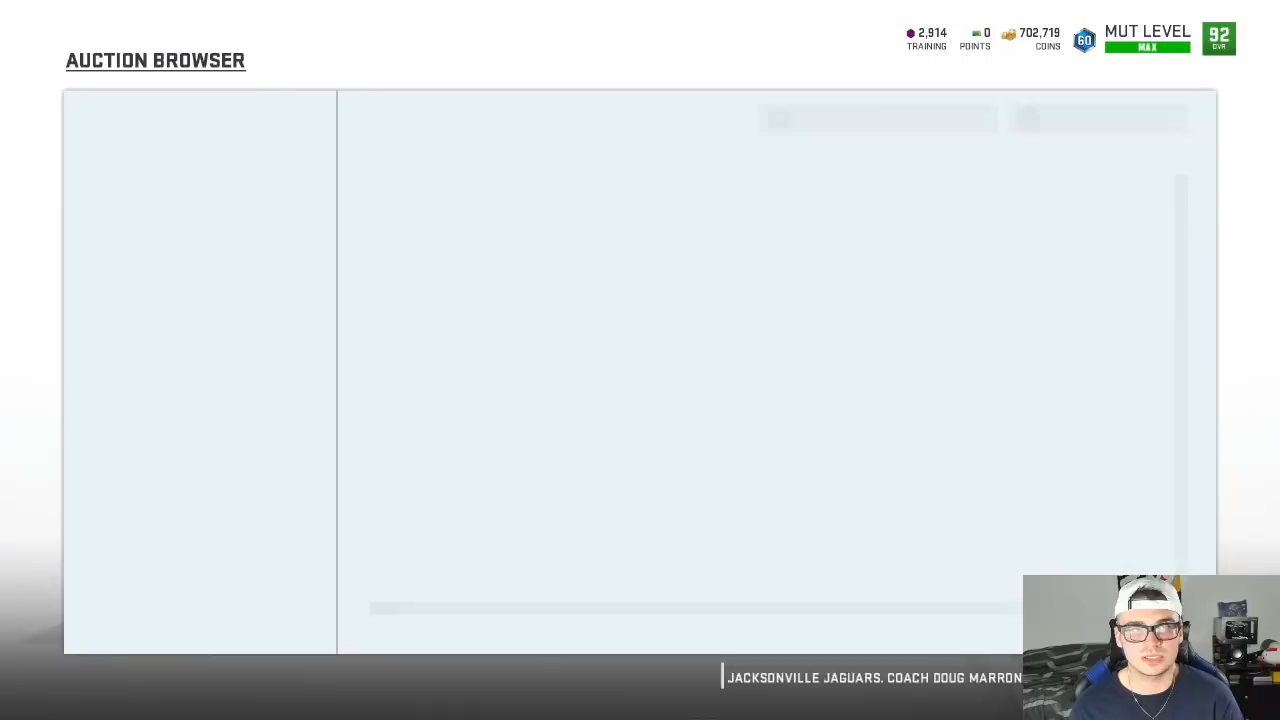 AUCTION BROWSER
2,914
TRAINING
0
POINTS
702,719
COINS
60
MUT LEVEL
MAX
92
OVR
JACKSONVILLE JAGUARS. COACH DOUG MARRON